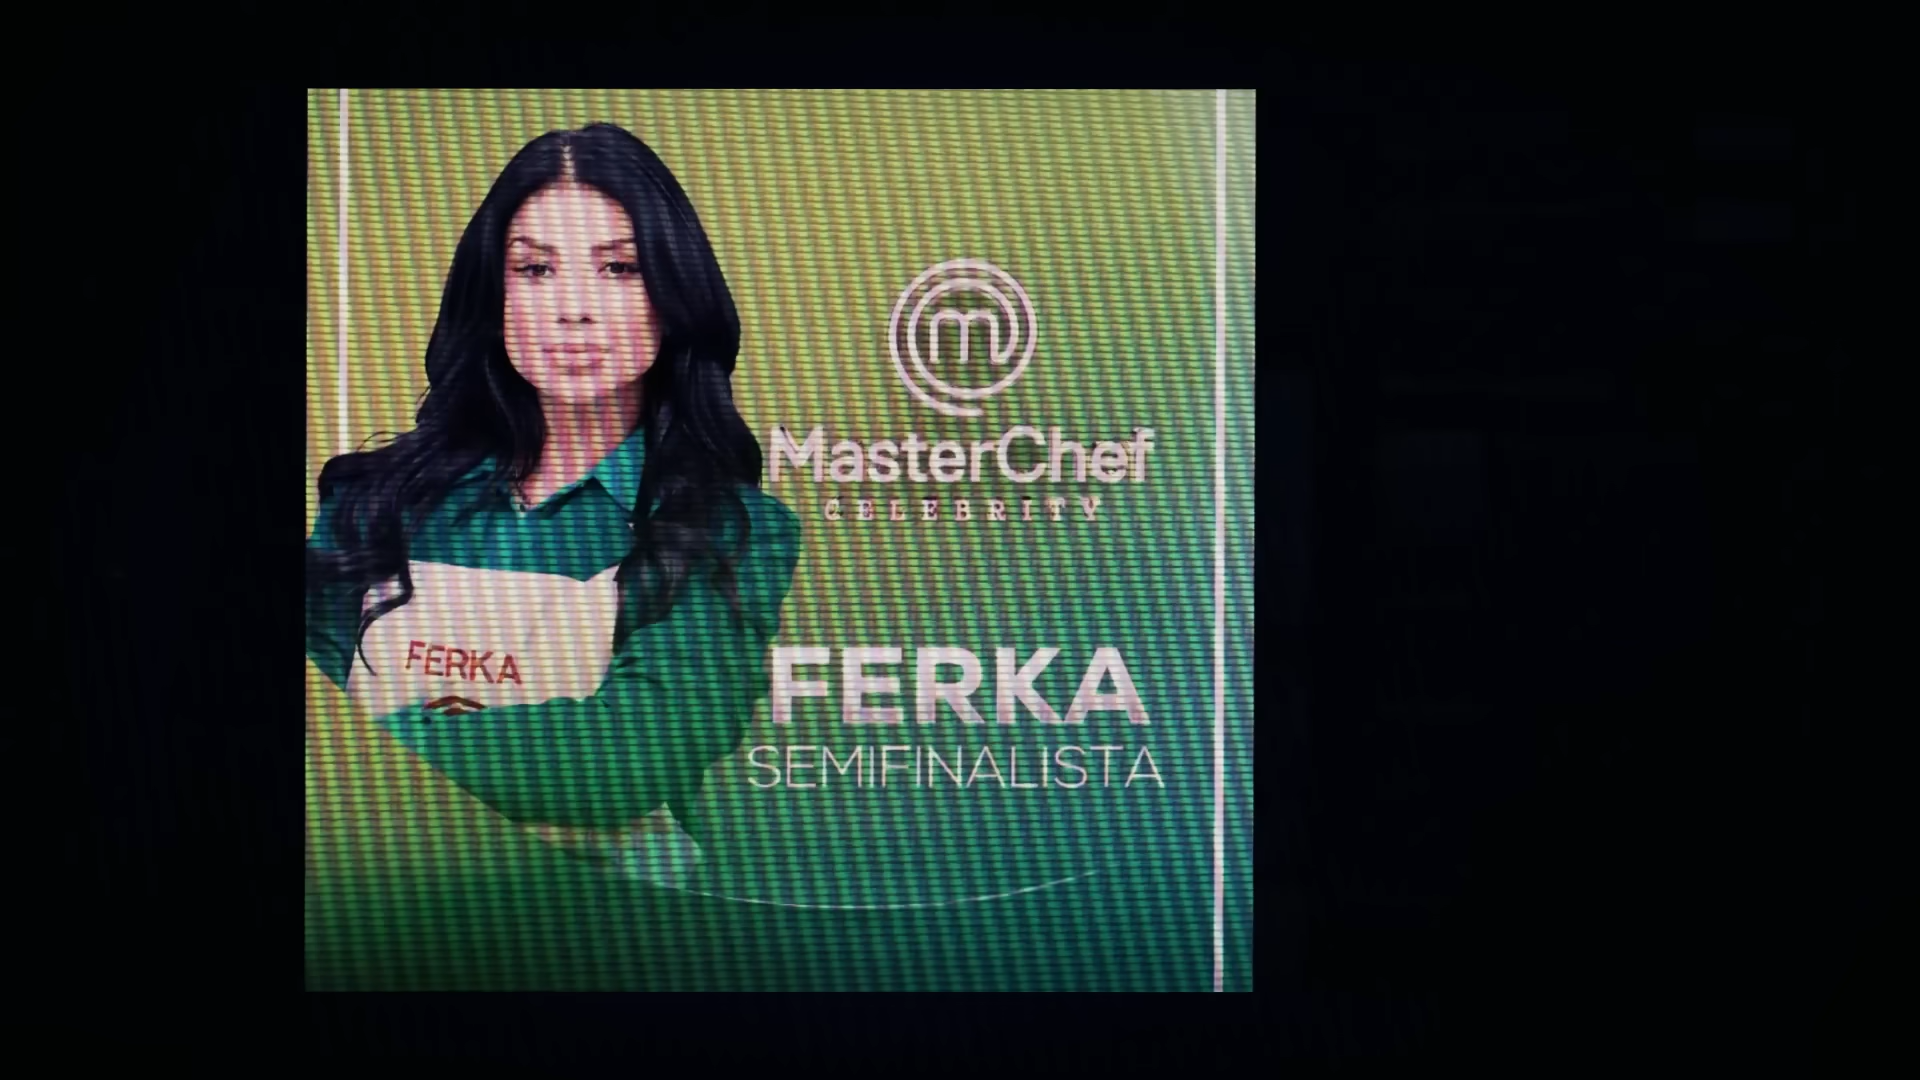 MasterChef
CELEBRITY
FERKA
FERKA
SEMIFINALISTA